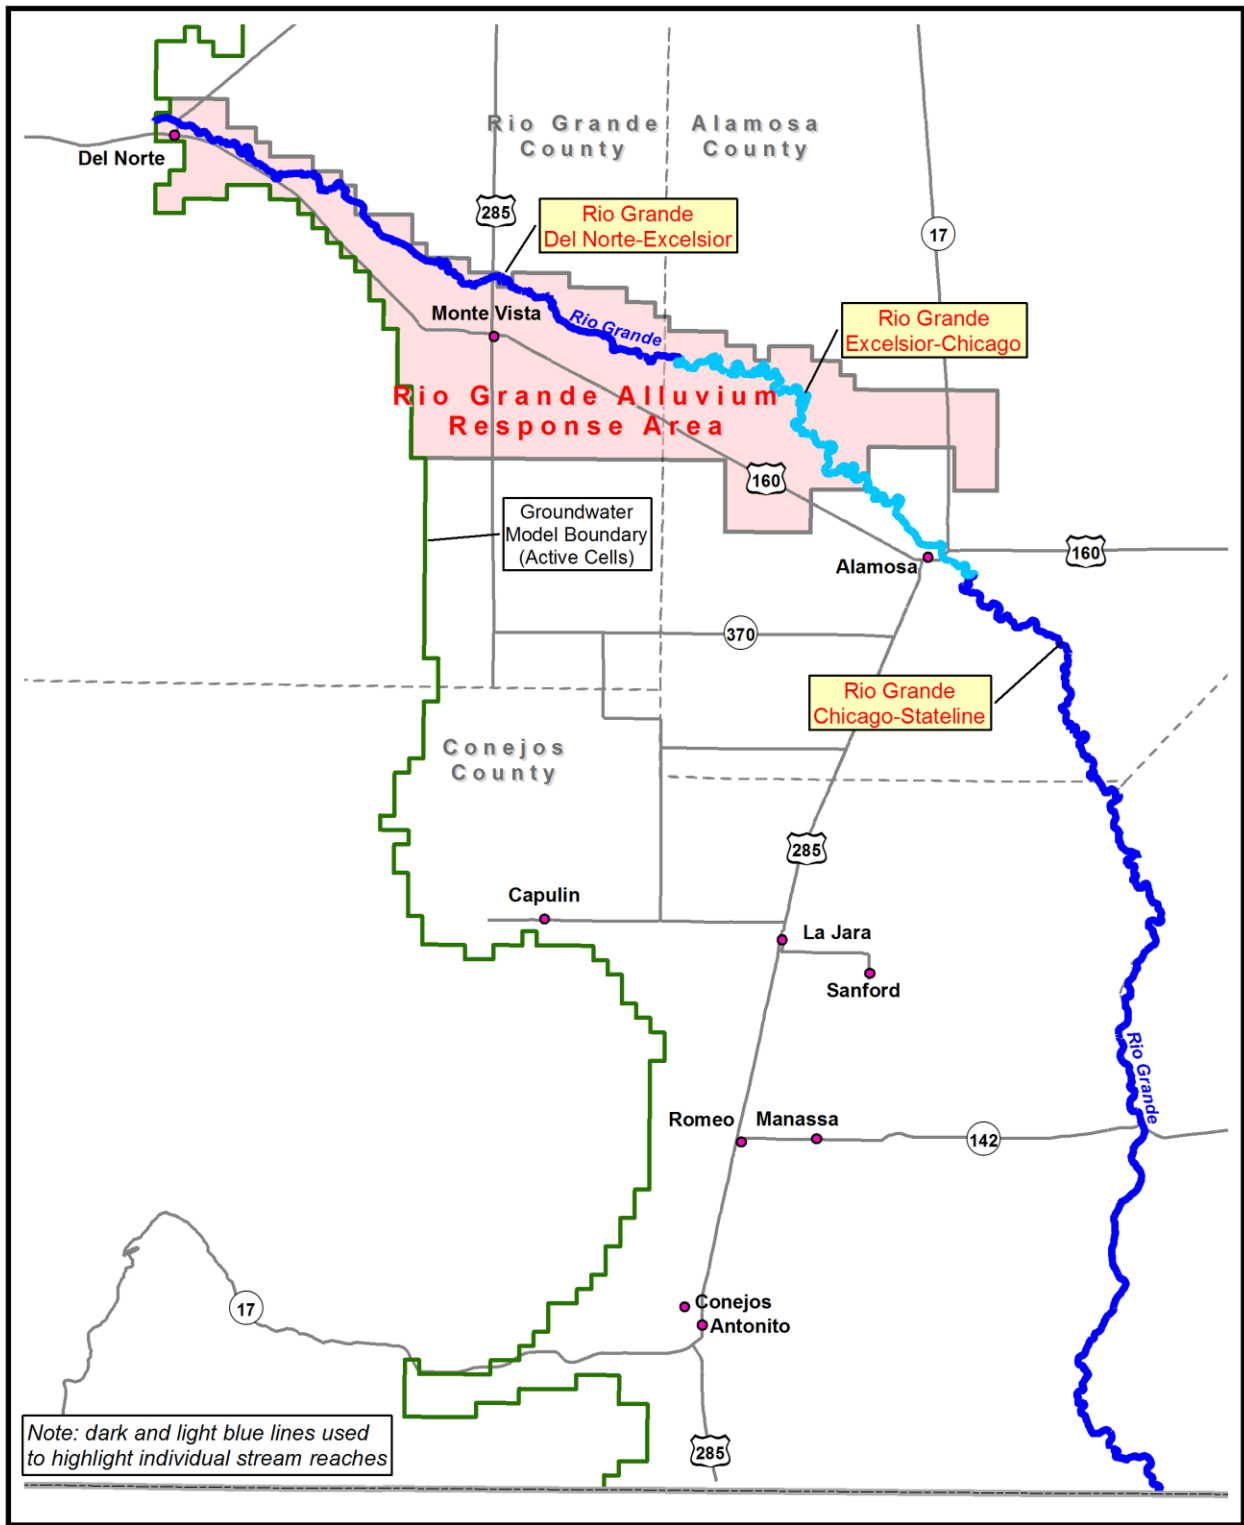 Rio Grande
County
Alamosa
County
Del Norte
285
Rio Grande
Del Norte-Excelsior
17
Monte Vista
Rio Grande
Rio Grande
Excelsior-Chicago
Rio Grande Alluvium
Response Area
160
Groundwater
Model Boundary
(Active Cells)
Alamosa
160
370
Rio Grande
Chicago-Stateline
Conejos
County
285
Capulin
La Jara
Sanford
Rio Grande
Romeo
Manassa
142
17
Conejos
Antonito
Note: dark and light blue lines used
to highlight individual stream reaches
285